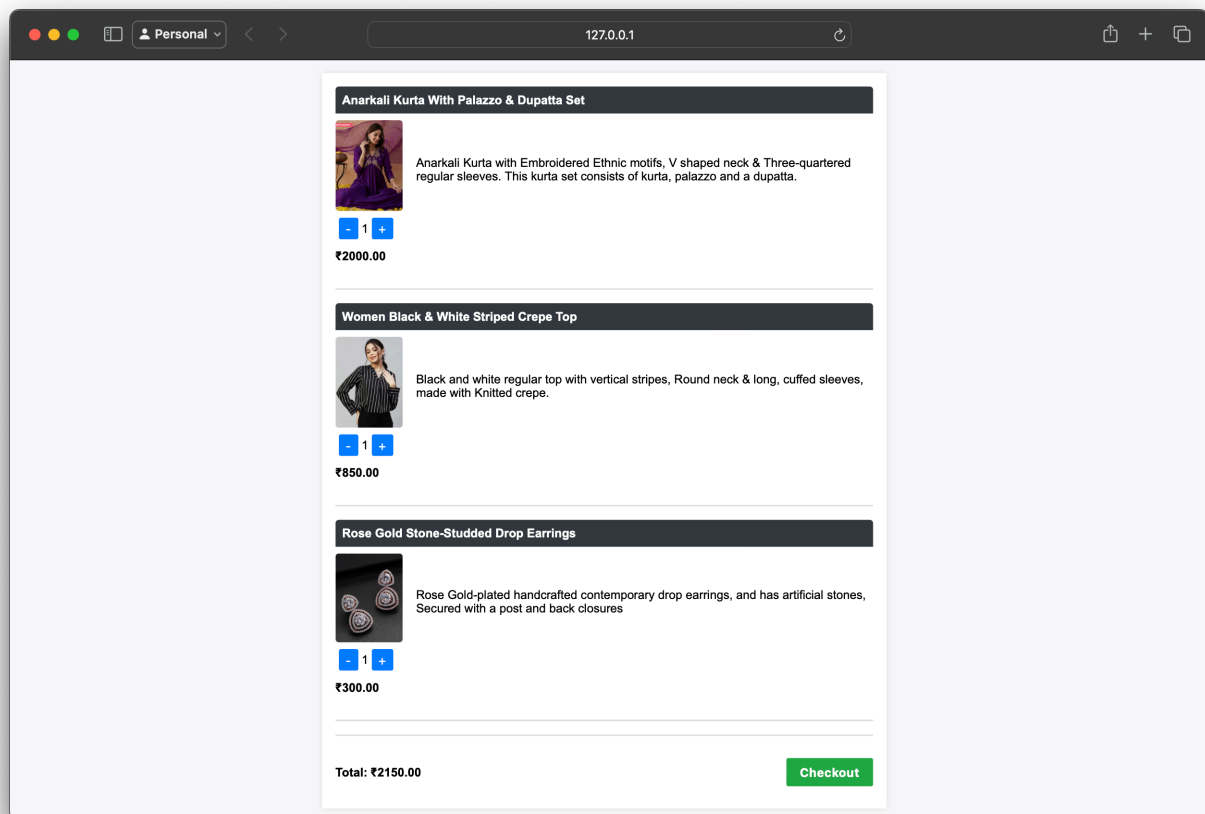 Personal
127.0.0.1
Anarkali Kurta With Palazzo & Dupatta Set
Anarkali Kurta with Embroidered Ethnic motifs, V shaped neck & Three-quartered
regular sleeves. This kurta set consists of kurta, palazzo and a dupatta.
- 1 +
₹2000.00
Women Black & White Striped Crepe Top
Black and white regular top with vertical stripes, Round neck & long, cuffed sleeves,
made with Knitted crepe.
- 1 +
₹850.00
Rose Gold Stone-Studded Drop Earrings
Rose Gold-plated handcrafted contemporary drop earrings, and has artificial stones,
Secured with a post and back closures
- 1 +
₹300.00
Total: ₹2150.00 Checkout